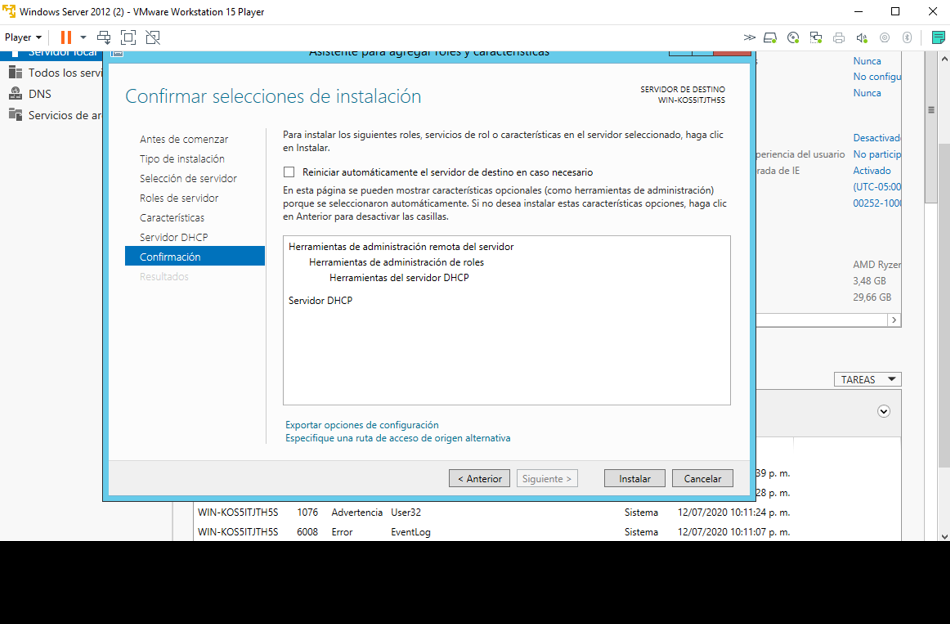 Windows Server 2012 (2) - VMware Workstation 15 Player
Player
Asistente para agregar roles y características
Servidor local
Todos los servi
DNS
Servicios de ar
Confirmar selecciones de instalación
SERVIDOR DE DESTINO
WIN-KOS5ITJTH5S
Antes de comenzar
Tipo de instalación
Selección de servidor
Roles de servidor
Características
Servidor DHCP
Confirmación
Resultados
Para instalar los siguientes roles, servicios de rol o características en el servidor seleccionado, haga clic
en Instalar.
Reiniciar automáticamente el servidor de destino en caso necesario
En esta página se pueden mostrar características opcionales (como herramientas de administración)
porque se seleccionaron automáticamente. Si no desea instalar estas características opciones, haga clic
en Anterior para desactivar las casillas.
Herramientas de administración remota del servidor
Herramientas de administración de roles
Herramientas del servidor DHCP
Servidor DHCP
Exportar opciones de configuración
Especifique una ruta de acceso de origen alternativa
< Anterior
Siguiente >
Instalar
Cancelar
Nunca
No configu
Nunca
Desactivado
periencia del usuario No particip
rada de IE Activado
(UTC-05:00
00252-1000
AMD Ryzen
3,48 GB
29,66 GB
TAREAS
39 p. m.
28 p. m.
WIN-KOS5ITJTH5S 1076 Advertencia User32 Sistema 12/07/2020 10:11:24 p. m.
WIN-KOS5ITJTH5S 6008 Error EventLog Sistema 12/07/2020 10:11:07 p. m.